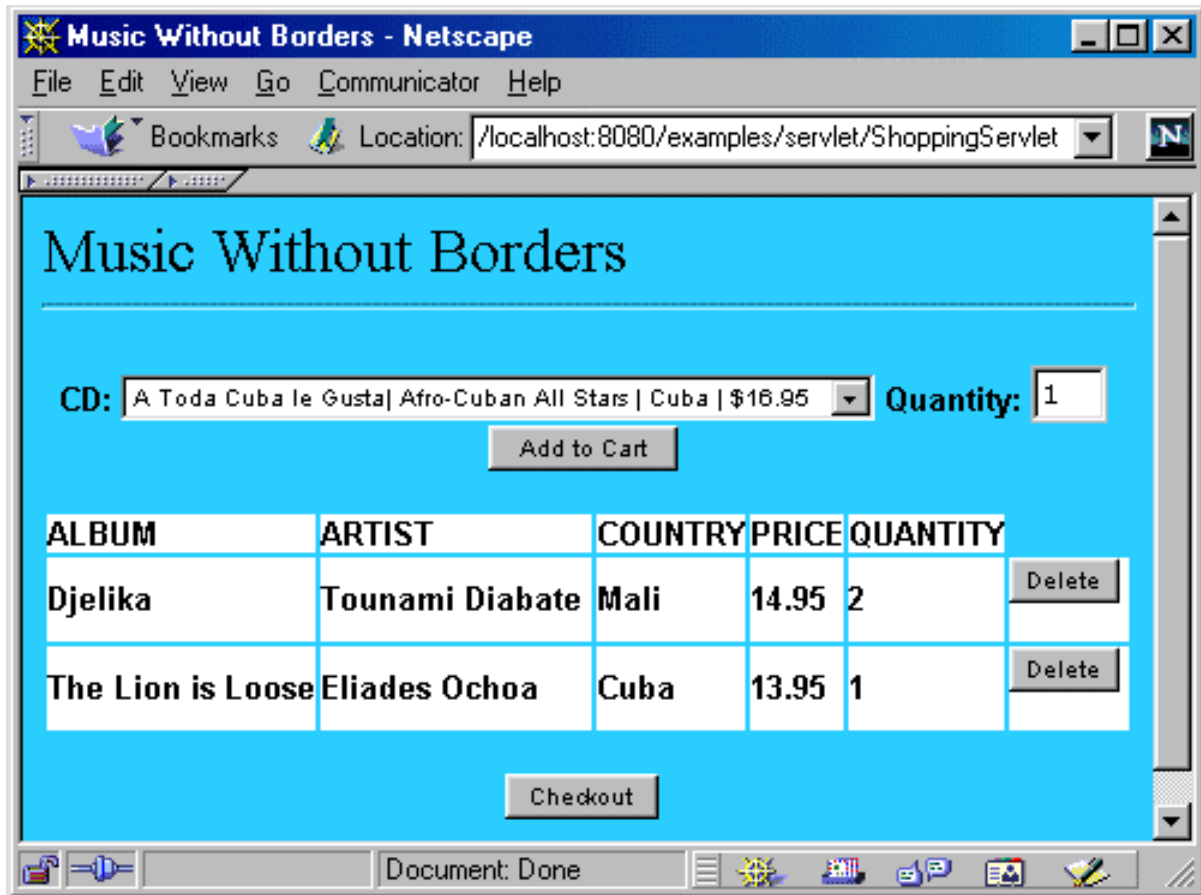 Music Without Borders - Netscape
File Edit View Go Communicator Help
Bookmarks Location: /localhost:8080/examples/servlet/ShoppingServlet N
Music Without Borders
CD: A Toda Cuba le Gusta| Afro-Cuban All Stars | Cuba | $16.95 Quantity: 1
Add to Cart
ALBUM ARTIST COUNTRY PRICE QUANTITY
Djelika Tounami Diabate Mali 14.95 2 Delete
The Lion is Loose Eliades Ochoa Cuba 13.95 1 Delete
Checkout
Document: Done